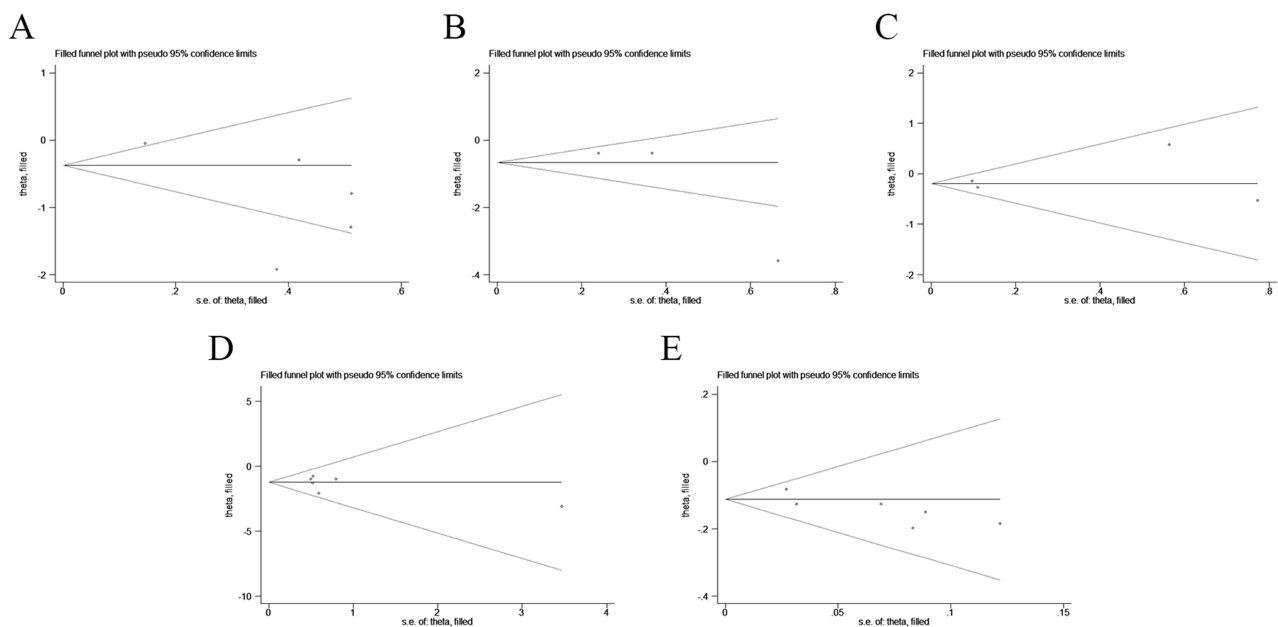 A
Filled funnel plot with pseudo 95% confidence limits
theta, filled
1
0
-1
-2
0
.2
.4
.6
s.e. of: theta, filled
B
Filled funnel plot with pseudo 95% confidence limits
theta, filled
2
0
-2
-4
0
.2
.4
.6
.8
s.e. of: theta, filled
C
Filled funnel plot with pseudo 95% confidence limits
theta, filled
2
1
0
-1
-2
0
.2
.4
.6
.8
s.e. of: theta, filled
D
Filled funnel plot with pseudo 95% confidence limits
theta, filled
5
0
-5
-10
0
1
2
3
4
s.e. of: theta, filled
E
Filled funnel plot with pseudo 95% confidence limits
theta, filled
.2
0
-.2
-.4
0
.05
.1
.15
s.e. of: theta, filled